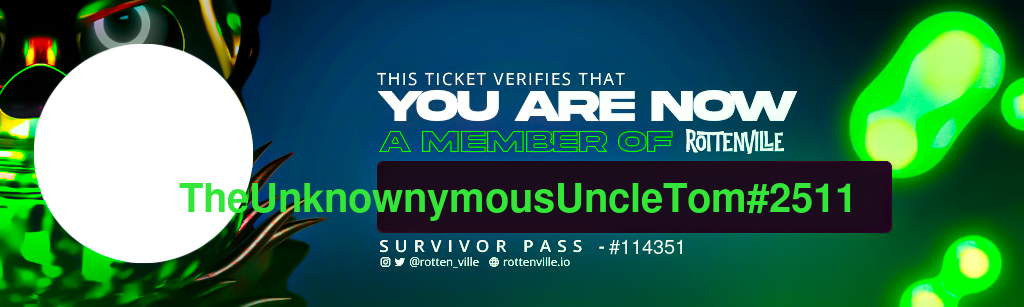 THIS TICKET VERIFIES THAT
YOU ARE NOW
A MEMBER OF ROTTENVILLE
TheUnknownymousUncleTom#2511
SURVIVOR PASS - #114351
@rotten_ville rottenville.io